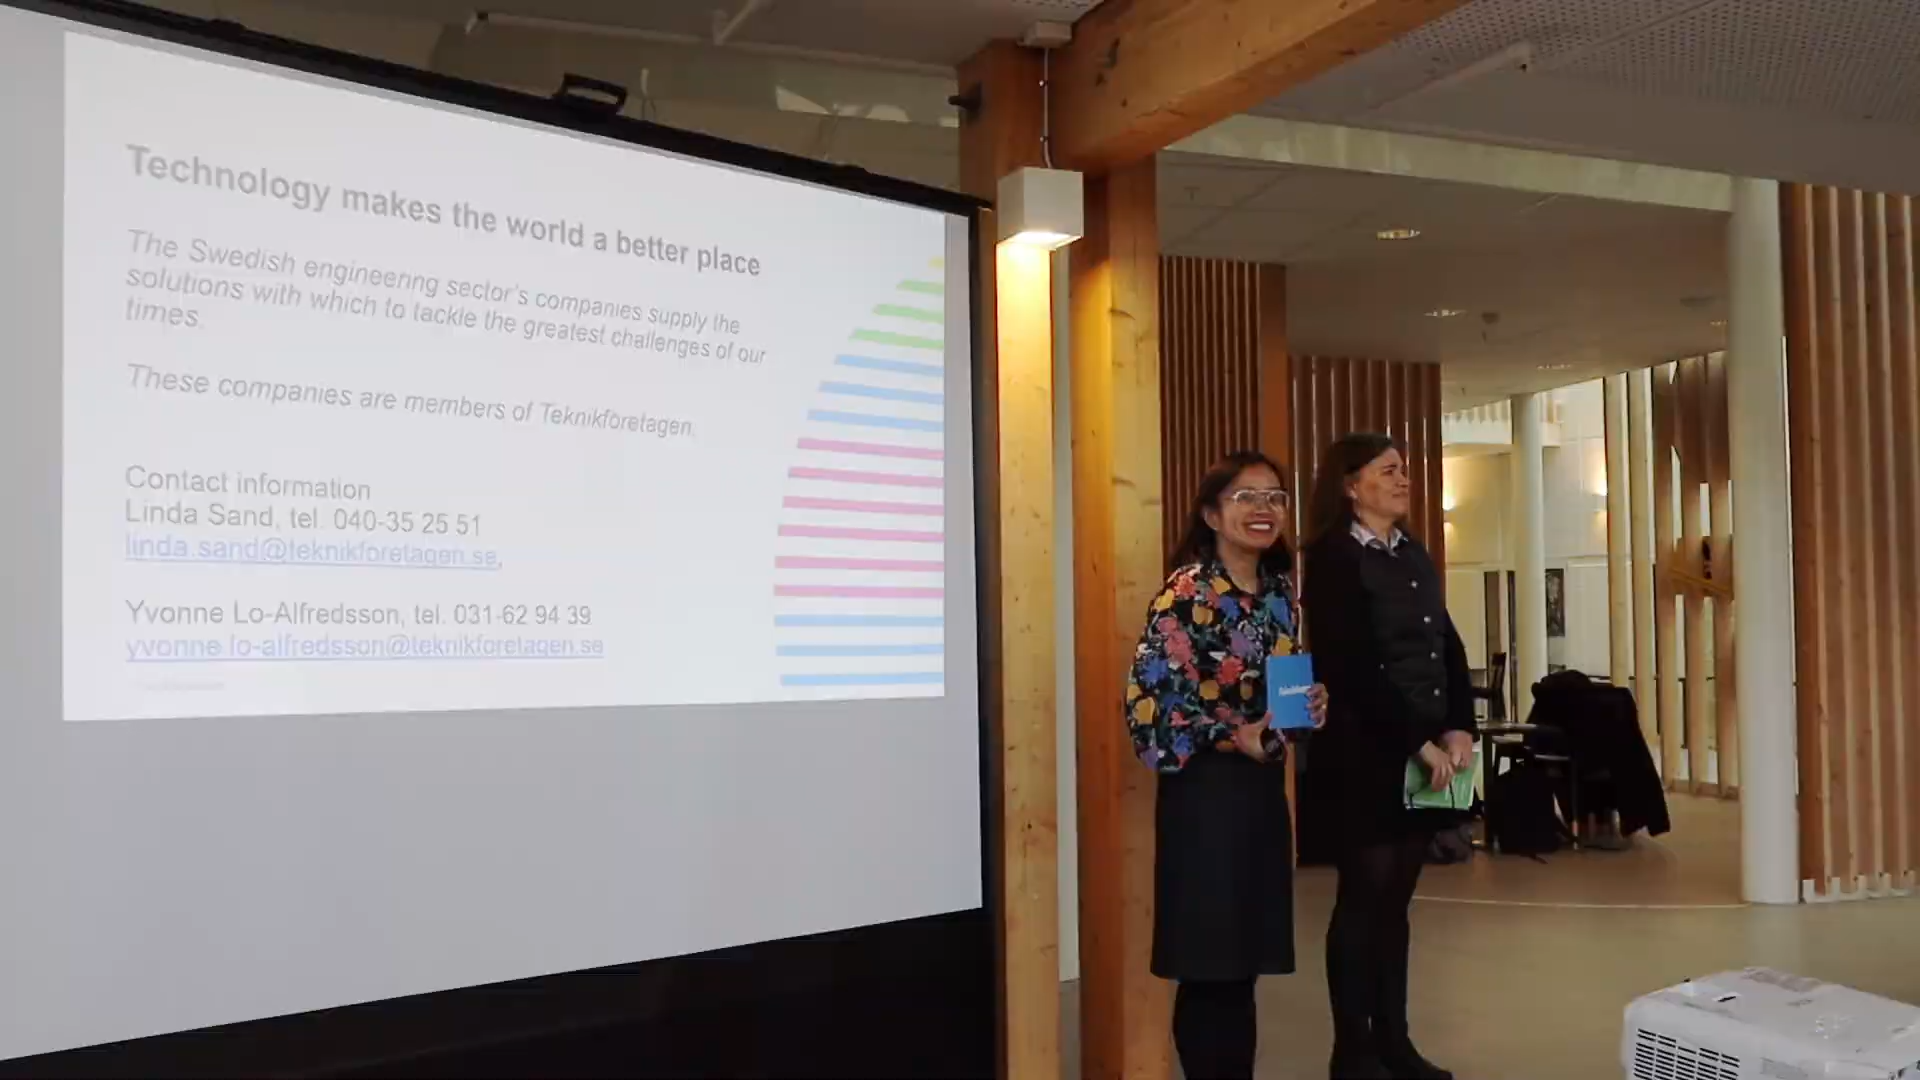 Technology makes the world a better place
The Swedish engineering sector's companies supply the
solutions with which to tackle the greatest challenges of our
times.
These companies are members of Teknikföretagen.
Contact information
Linda Sand, tel. 040-35 25 51
linda.sand@teknikforetagen.se,
Yvonne Lo-Alfredsson, tel. 031-62 94 39
yvonne.lo-alfredsson@teknikforetagen.se